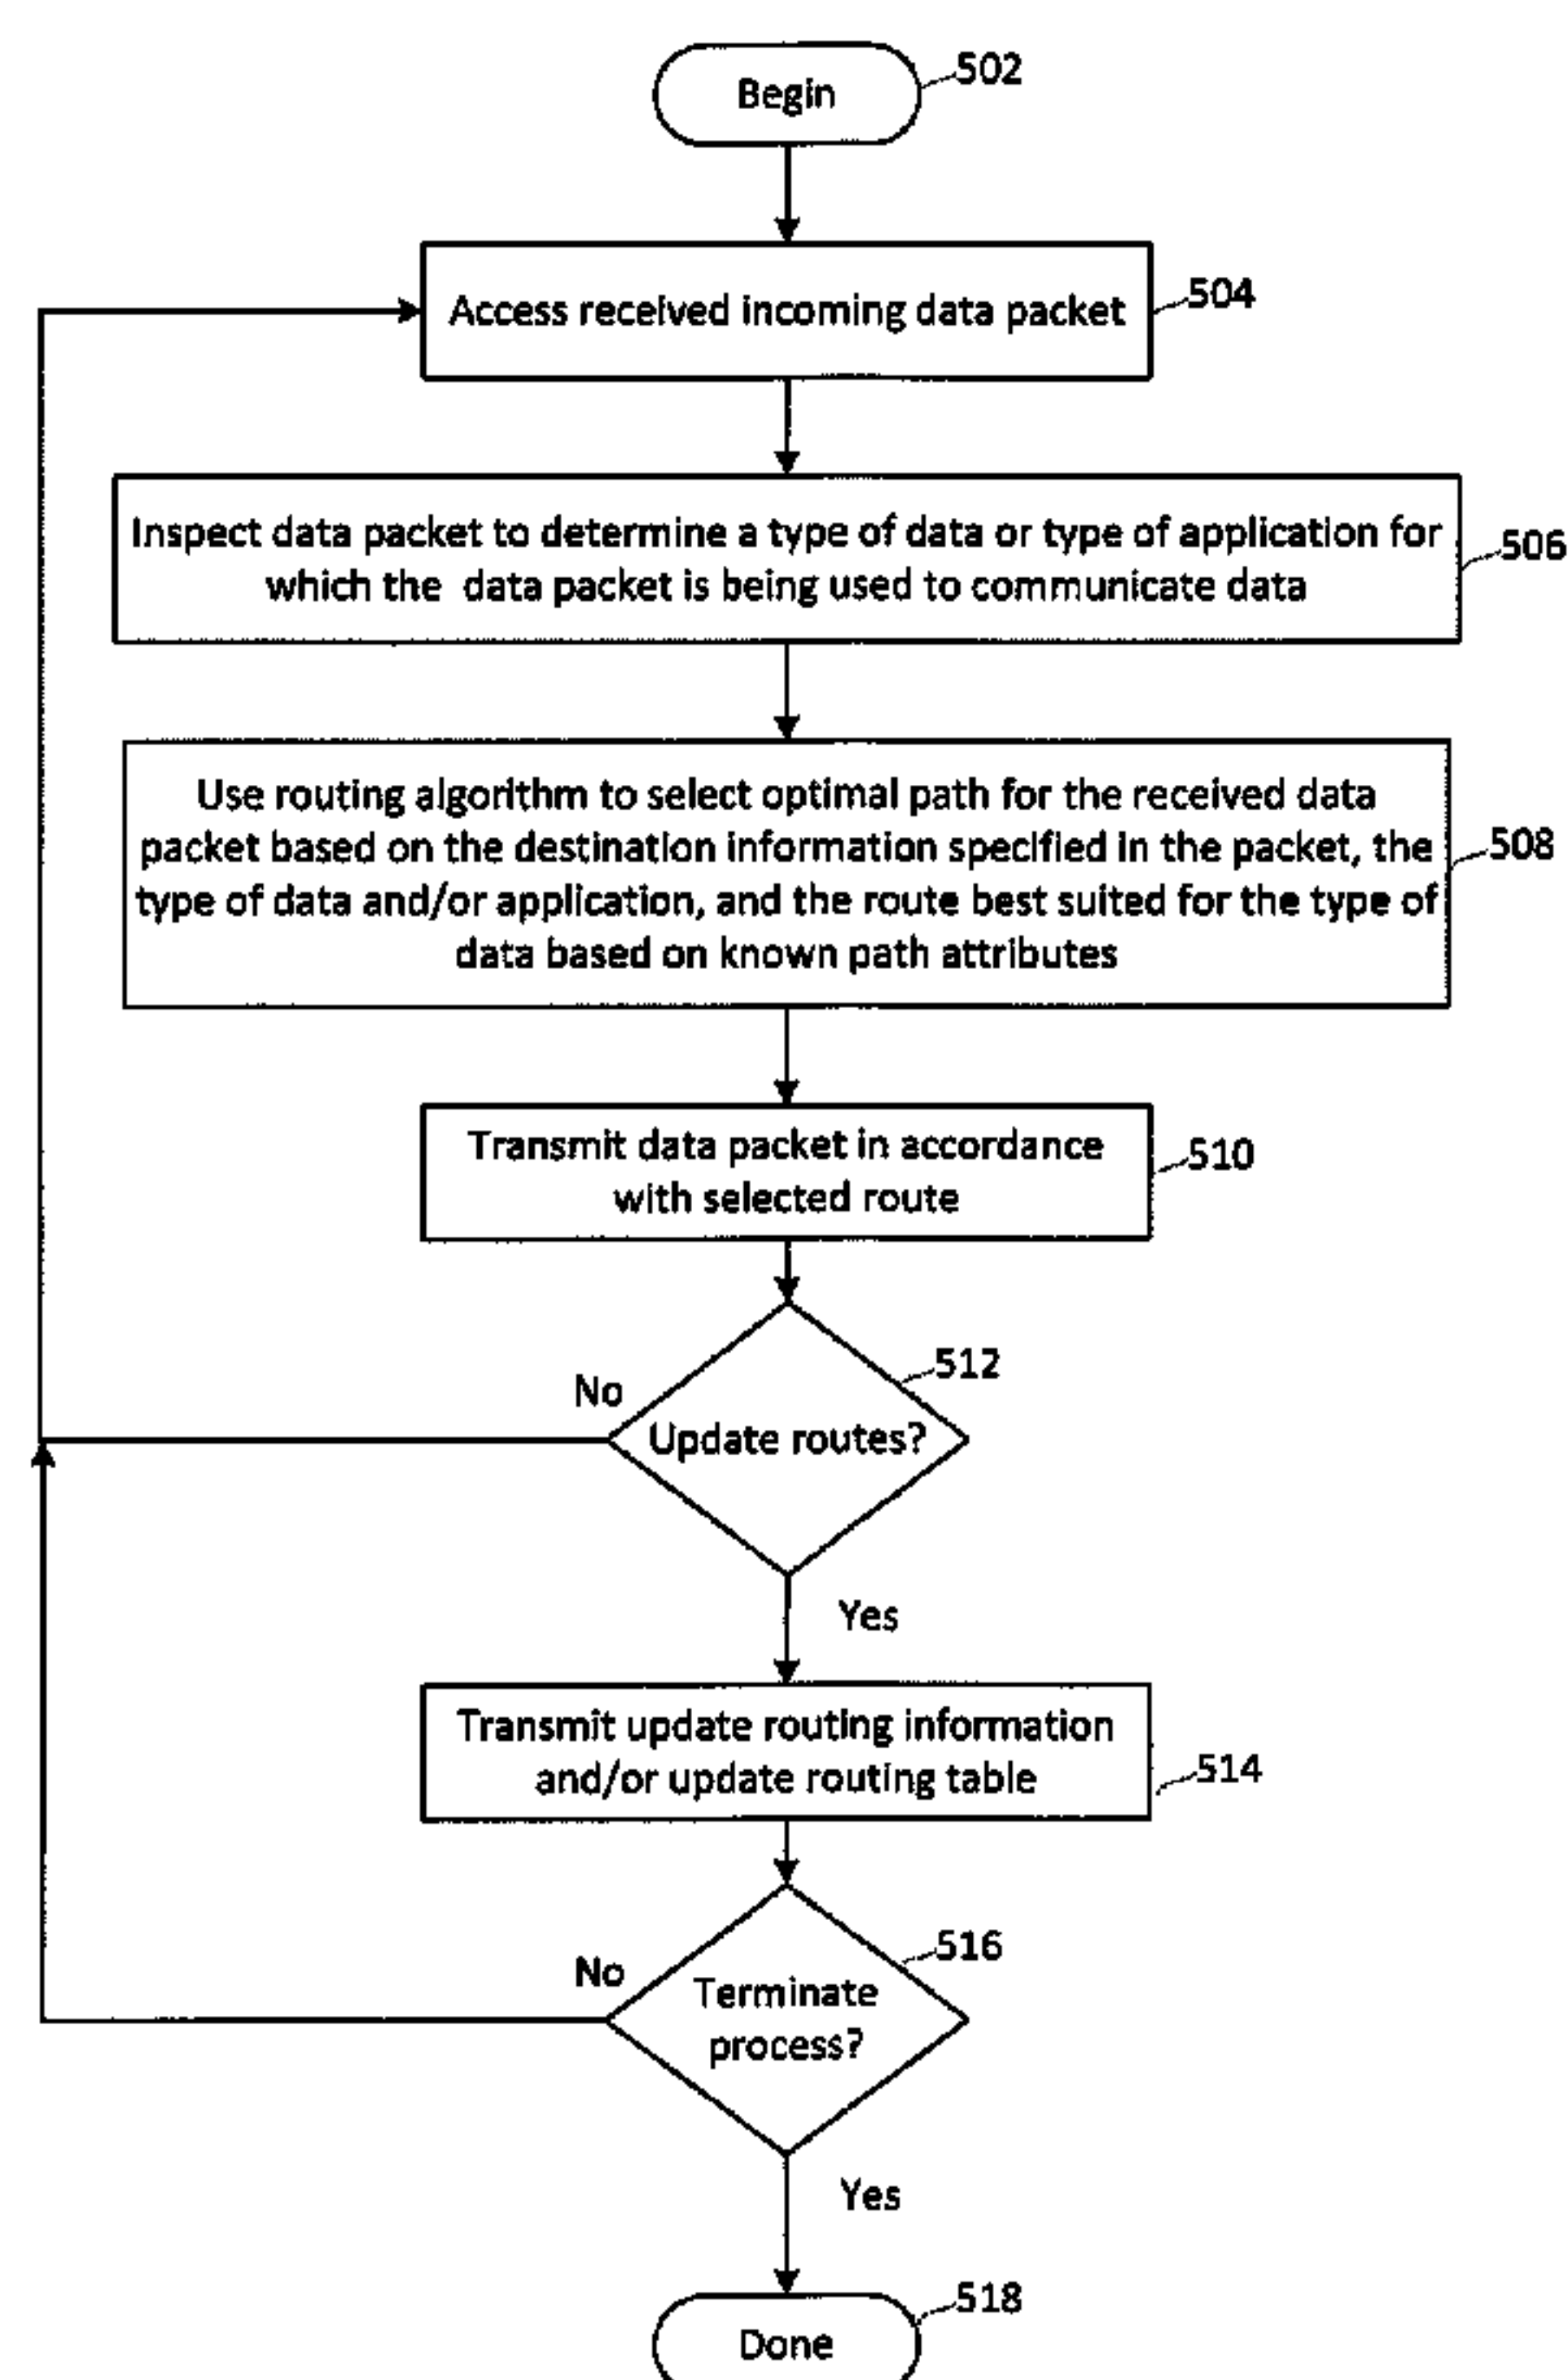 Begin
502
Access received incoming data packet
504
Inspect data packet to determine a type of data or type of application for
which the data packet is being used to communicate data
506
Use routing algorithm to select optimal path for the received data
packet based on the destination information specified in the packet, the
type of data and/or application, and the route best suited for the type of
data based on known path attributes
508
Transmit data packet in accordance
with selected route
510
512
No
Update routes?
Yes
Transmit update routing information
and/or update routing table
514
516
No
Terminate
process?
Yes
518
Done